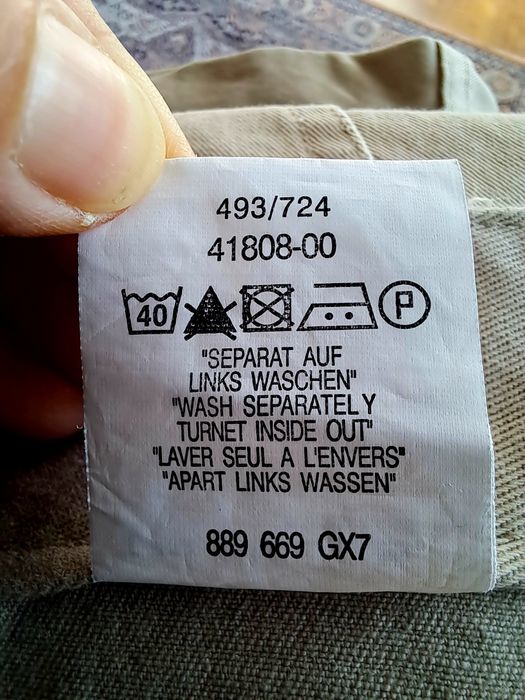 493/724
41808-00
40 P
"SEPARAT AUF
LINKS WASCHEN"
"WASH SEPARATELY
TURNET INSIDE OUT"
"LAVER SEUL A L'ENVERS"
"APART LINKS WASSEN"
889 669 GX7